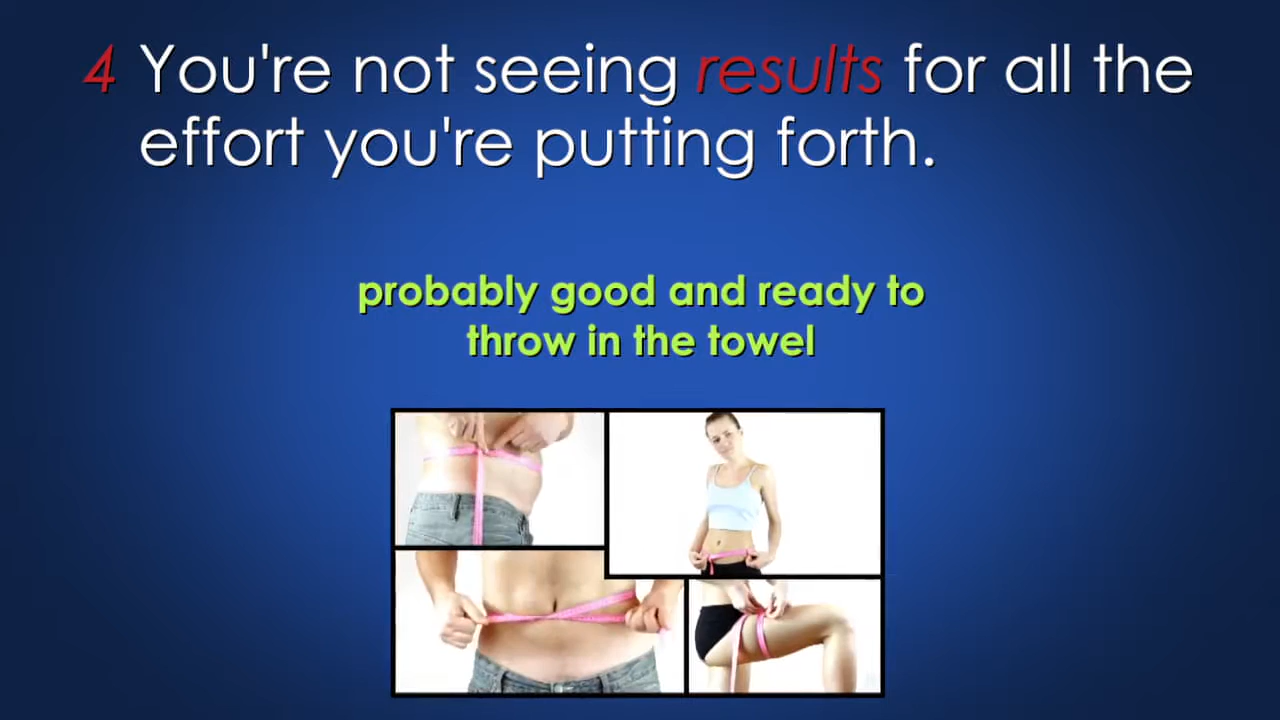 4 You're not seeing results for all the
effort you're putting forth.
probably good and ready to
throw in the towel